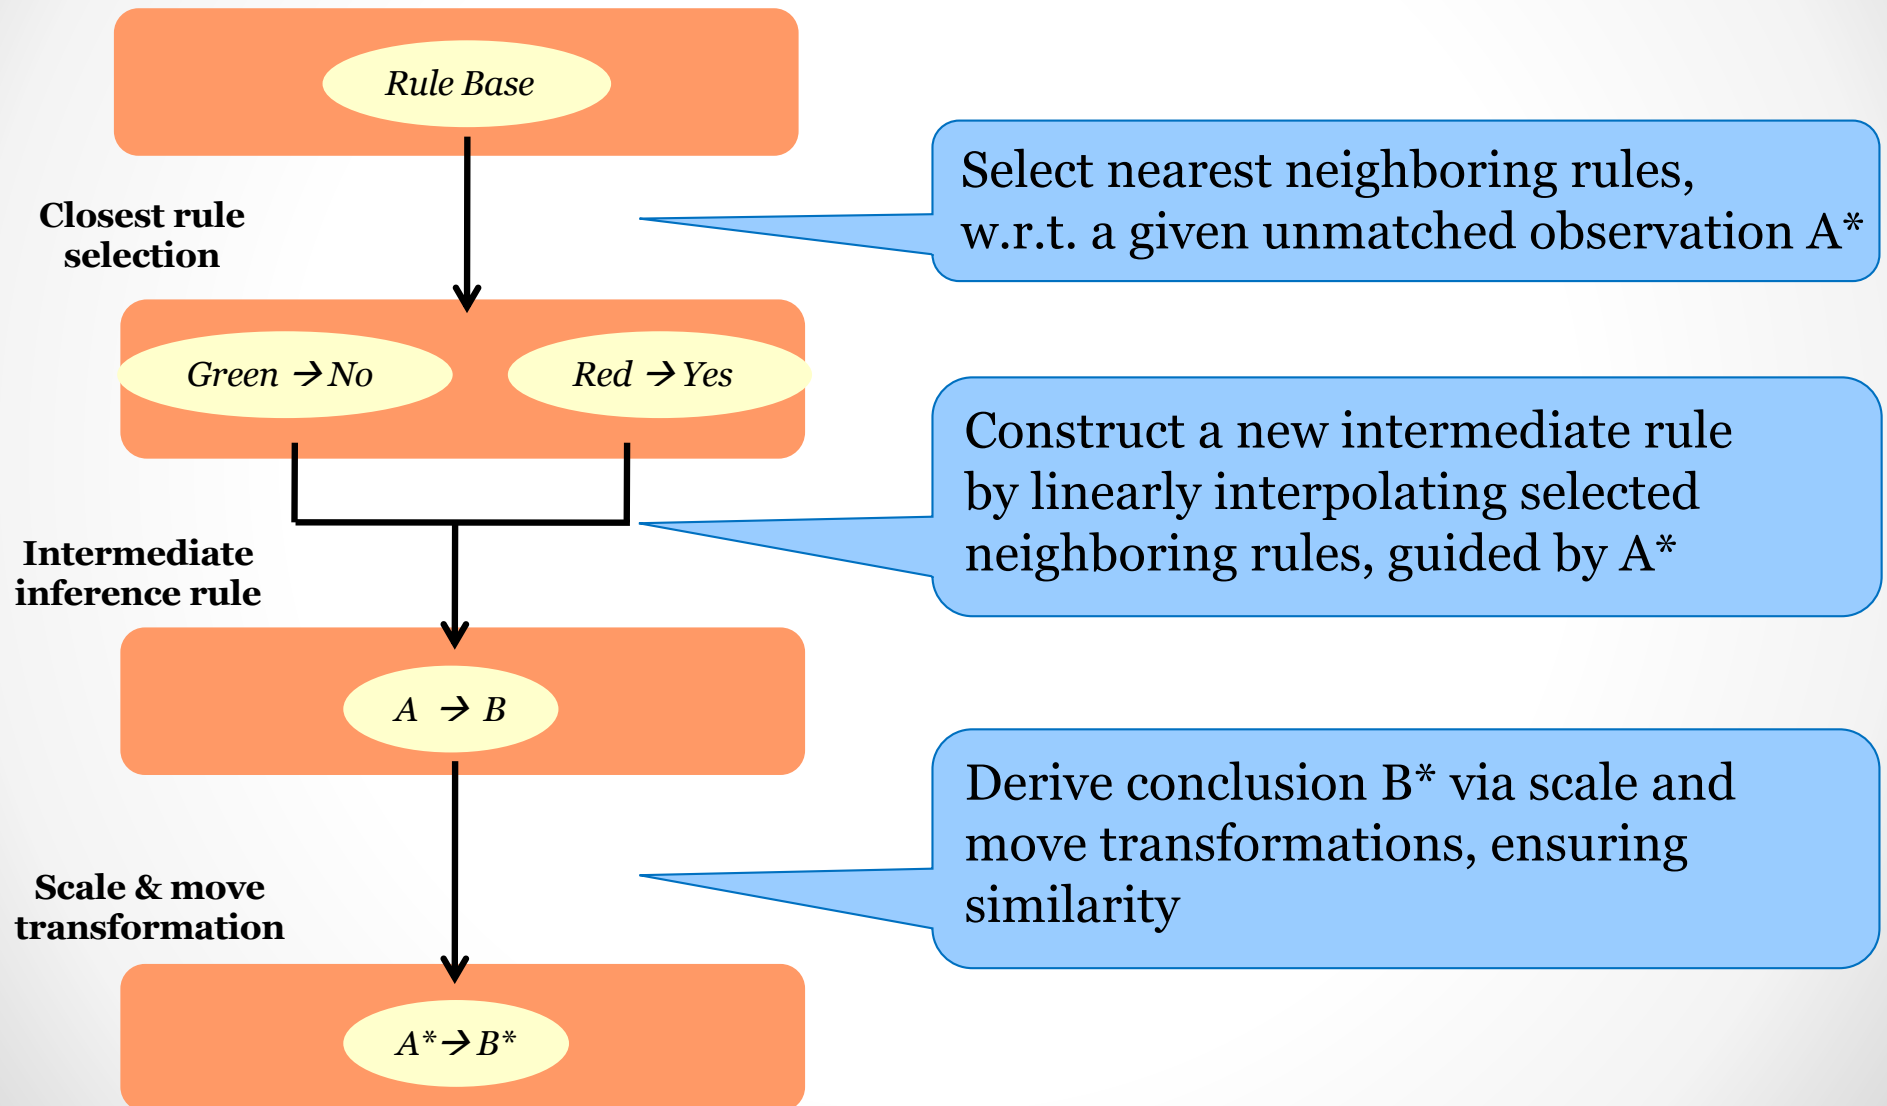 Rule Base
Closest rule
selection
Select nearest neighboring rules,
w.r.t. a given unmatched observation A*
Green → No
Red → Yes
Intermediate
inference rule
Construct a new intermediate rule
by linearly interpolating selected
neighboring rules, guided by A*
A → B
Scale & move
transformation
Derive conclusion B* via scale and
move transformations, ensuring
similarity
A*→ B*